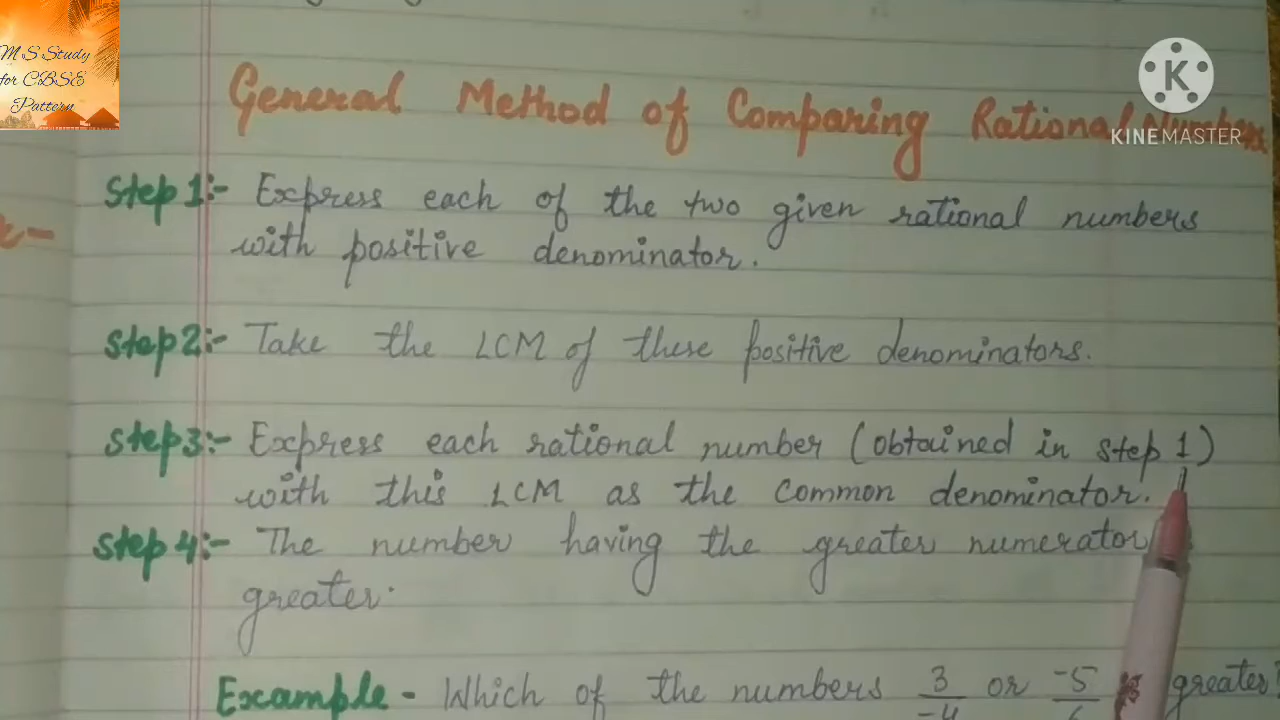 M S Study
for CBSE
Pattern
KINEMASTER
General Method of Comparing Rational Numbers
Step 1:- Express each of the two given rational numbers
with positive denominator.
Step 2:- Take the LCM of these positive denominators.
Step 3:- Express each rational number (obtained in step 1)
with this LCM as the common denominator.
Step 4:- The number having the greater numerator
greater.
Example - Which of the numbers 3/-4 or -5/6 is greater?